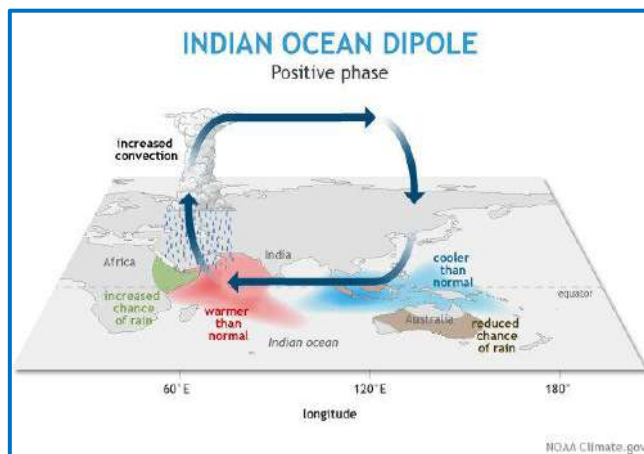 INDIAN OCEAN DIPOLE
Positive phase
increased
convection
Africa
India
cooler
than
normal
increased
chance
of rain
equator
warmer
than
normal
Australia
reduced
chance
of rain
Indian ocean
60°E
120°E
180°
longitude
NOAA Climate.gov